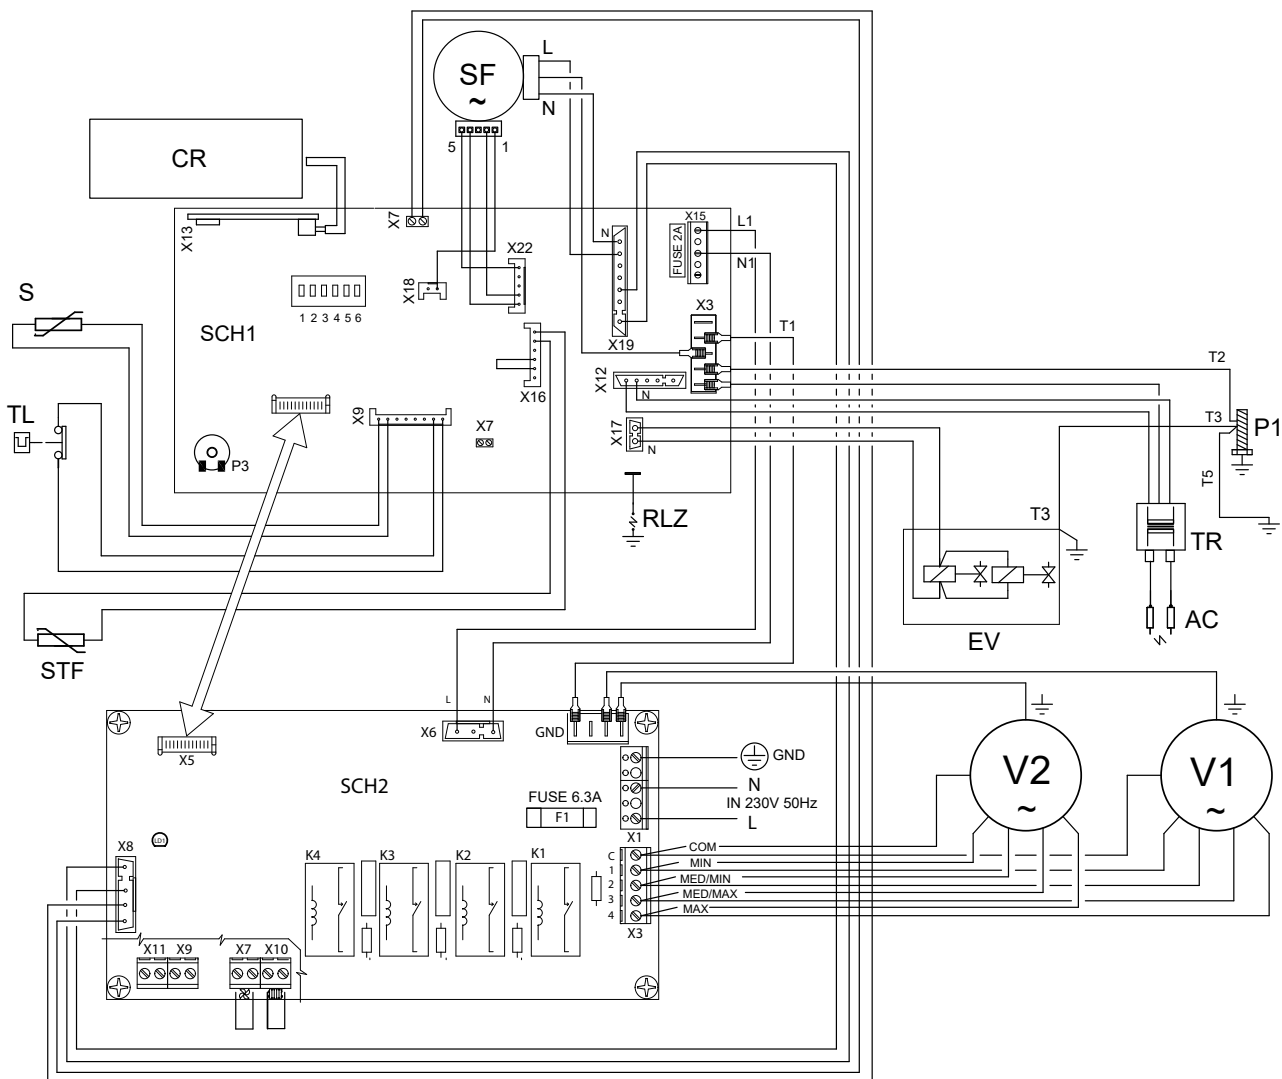 L
SF
~
N
5
1
CR
X7
X13
X15
L1
FUSE 2A
N1
N
X22
X18
X19
X3
T1
S
1 2 3 4 5 6
SCH1
X16
X12
N
T2
TL
X9
X7
X17
N
T3
P1
P3
T5
RLZ
T3
TR
AC
EV
STF
L
N
X6
GND
X5
SCH2
GND
N
IN 230V 50Hz
L
FUSE 6.3A
F1
X1
V2
~
V1
~
LD1
X8
K4
K3
K2
K1
C
1
2
3
4
COM
MIN
MED/MIN
MED/MAX
MAX
X3
X11
X9
X7
X10